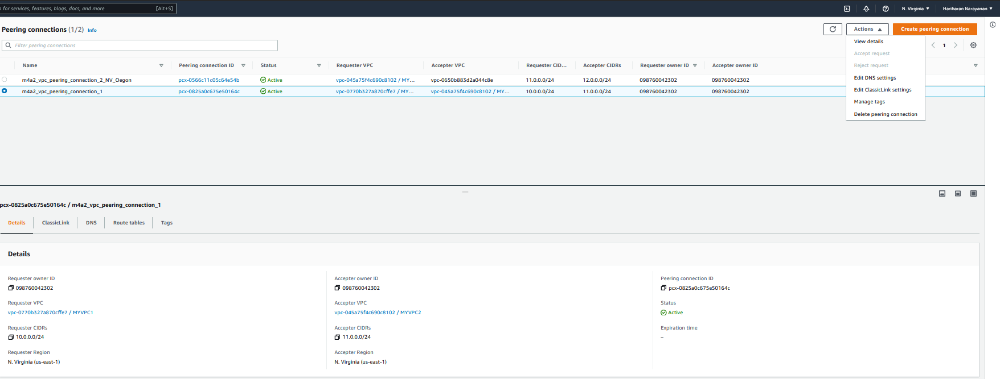 for services, features, blogs, docs, and more [Alt+S] N. Virginia ▼ Hariharan Narayanan ▼
Peering connections (1/2) Info Actions ▲ Create peering connection
Filter peering connections 1
View details
Accept request
Reject request
Edit DNS settings
Edit ClassicLink settings
Manage tags
Delete peering connection
Name Peering connection ID Status Requester VPC Accepter VPC Requester CID... Accepter CIDRs Requester owner ID Accepter owner ID
m4a2_vpc_peering_connection_2_NV_Oegon pcx-0566c11c05c64e54b Active vpc-045a75f4c690c8102 / MY... vpc-0650b883d2a044c8e 11.0.0.0/24 12.0.0.0/24 098760042302 098760042302
m4a2_vpc_peering_connection_1 pcx-0825a0c675e50164c Active vpc-0770b327a870cffe7 / MY... vpc-045a75f4c690c8102 / MY... 10.0.0.0/24 11.0.0.0/24 098760042302 098760042302
pcx-0825a0c675e50164c / m4a2_vpc_peering_connection_1
Details ClassicLink DNS Route tables Tags
Details
Requester owner ID Accepter owner ID Peering connection ID
098760042302 098760042302 pcx-0825a0c675e50164c
Requester VPC Accepter VPC Status
vpc-0770b327a870cffe7 / MYVPC1 vpc-045a75f4c690c8102 / MYVPC2 Active
Requester CIDRs Accepter CIDRs Expiration time
10.0.0.0/24 11.0.0.0/24 –
Requester Region Accepter Region
N. Virginia (us-east-1) N. Virginia (us-east-1)